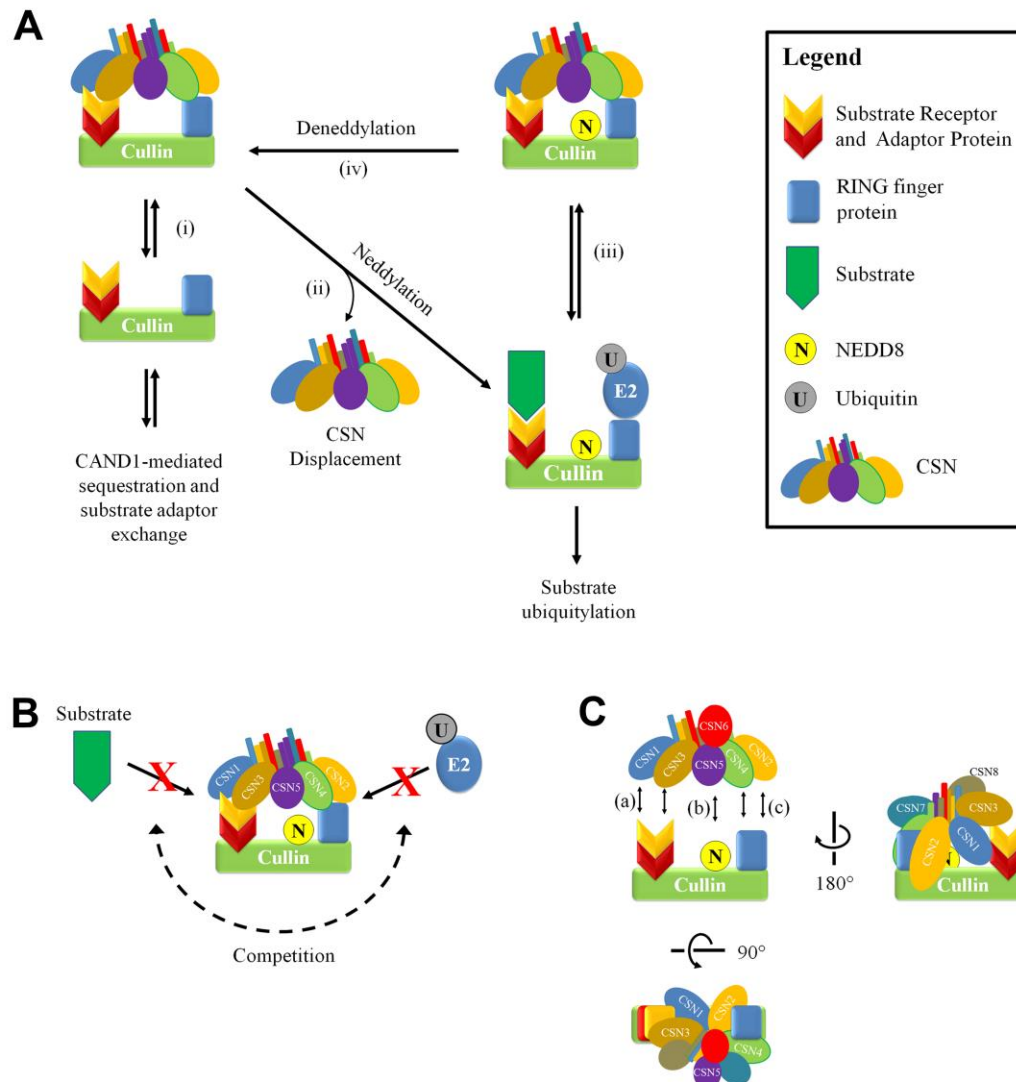 A
Cullin
N
Cullin
Deneddylation
(iv)
(i)
Cullin
Neddylation
(ii)
(iii)
CSN
Displacement
CAND1-mediated
sequestration and
substrate adaptor
exchange
U
E2
N
Cullin
Substrate
ubiquitylation
Legend
Substrate Receptor
and Adaptor Protein
RING finger
protein
Substrate
N
NEDD8
U
Ubiquitin
CSN
B
Substrate
X
CSN1
CSN3
CSN5
CSN4
CSN2
X
U
E2
N
Cullin
Competition
C
CSN1
CSN3
CSN6
CSN5
CSN4
CSN2
(a)
(b)
(c)
N
Cullin
180°
CSN8
CSN7
CSN3
CSN2
CSN1
Cullin
90°
CSN1
CSN2
CSN3
CSN4
CSN5